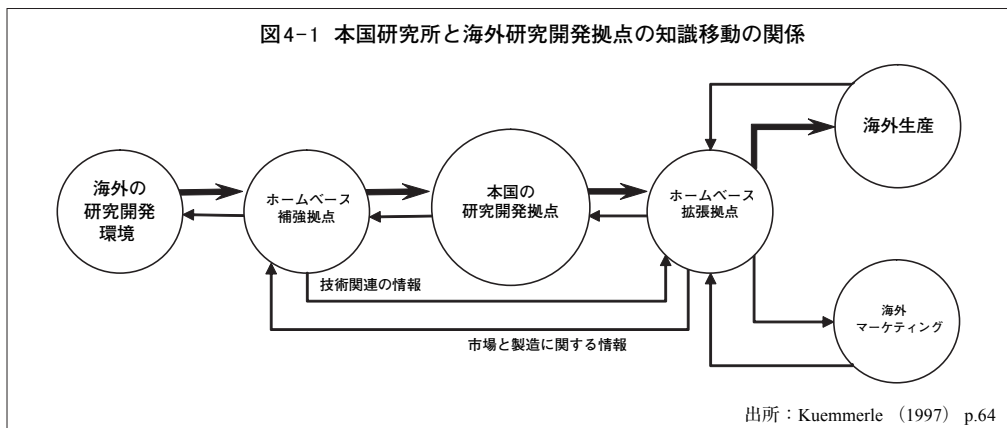 図4-1 本国研究所と海外研究開発拠点の知識移動の関係
海外の
研究開発
環境
ホームベース
補強拠点
本国の
研究開発拠点
ホームベース
拡張拠点
海外生産
海外
マーケティング
技術関連の情報
市場と製造に関する情報
出所：Kuemmerle （1997） p.64